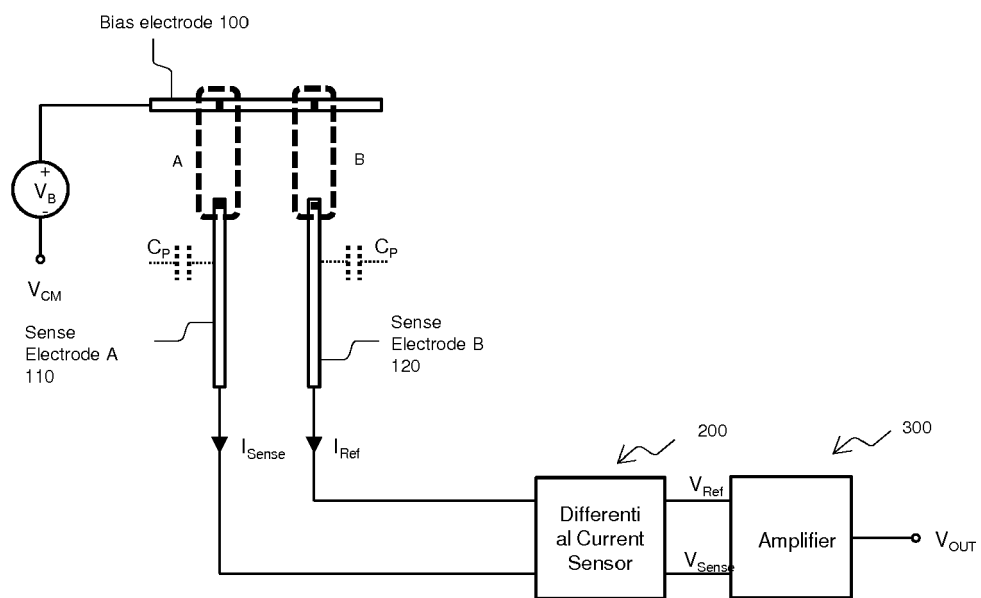 Bias electrode 100
A
B
+
V_B
-
V_CM
C_P
C_P
Sense
Electrode A
110
Sense
Electrode B
120
I_Sense
I_Ref
200
300
V_Ref
Differenti
al Current
Sensor
Amplifier
V_Sense
V_OUT